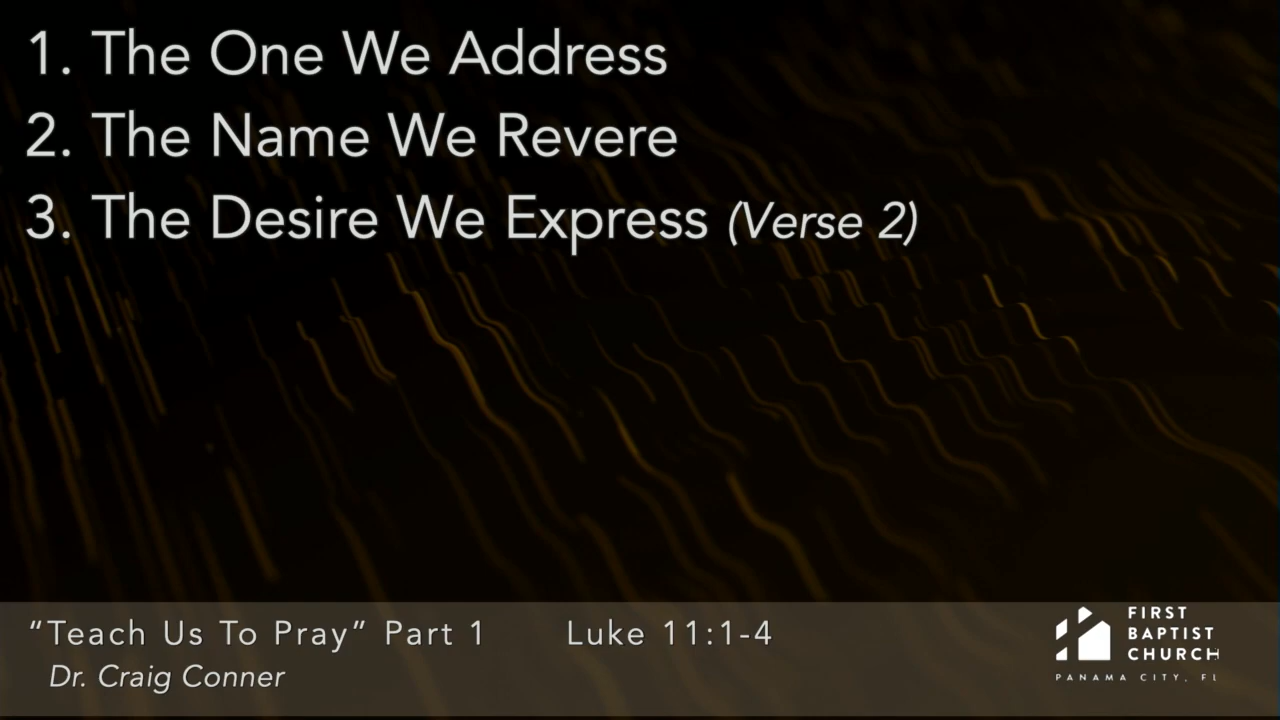 1. The One We Address
2. The Name We Revere
3. The Desire We Express (Verse 2)
“Teach Us To Pray” Part 1 Luke 11:1-4
Dr. Craig Conner
FIRST
BAPTIST
CHURCH
PANAMA CITY, FL